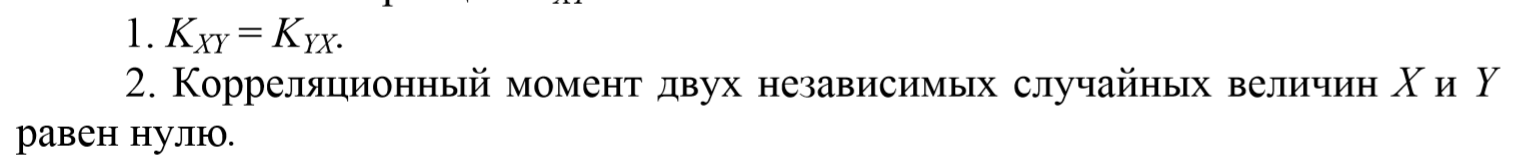 1. K_XY = K_YX.
2. Корреляционный момент двух независимых случайных величин X и Y
равен нулю.